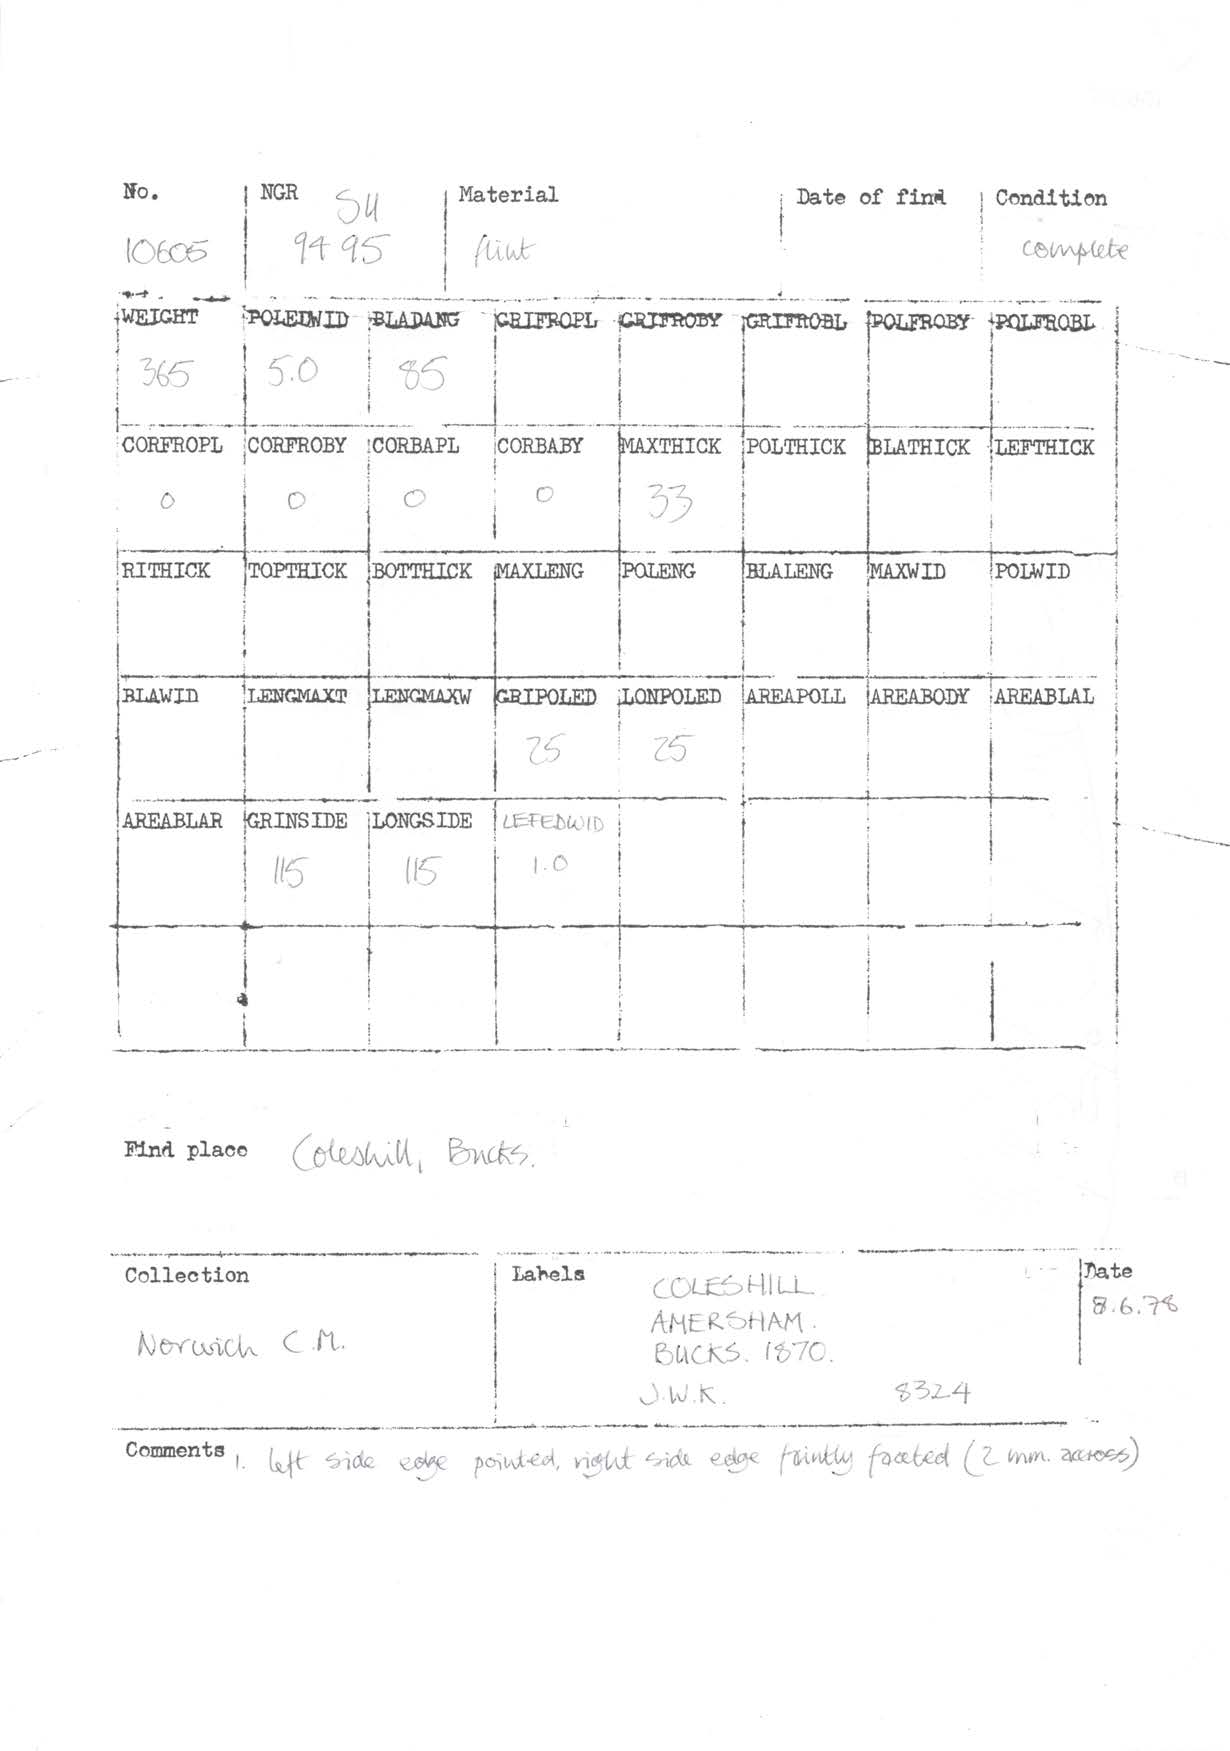 No. NGR SU Material Date of find Condition
10605 94 95 flint complete
WEIGHT POLEDWID BLADANG GRIFROPL GRIFROBY GRIFROBL POLFROBY POLFROBL
365 5.0 85
CORFROPL CORFROBY CORBAPL CORBABY MAXTHICK POLTHICK BLATHICK LEFTHICK
0 0 0 0 33
RITHICK TOPTHICK BOTTHICK MAXLENG POLENG BLALENG MAXWID POLWID
BLAWID LENGMAXT LENGMAXW GRIPOLED LONPOLED AREAPOLL AREABODY AREABLAL
25 25
AREABLAR GRINSIDE LONGSIDE LEFEDWID
115 115 1.0
Find place Coleshill, Bucks.
Collection Labels Date
COLESHILL.
8.6.78
AMERSHAM.
Norwich C.M.
BUCKS. 1870.
J.W.K. 8324
Comments 1. left side edge pointed, right side edge faintly faceted (2 mm. across)